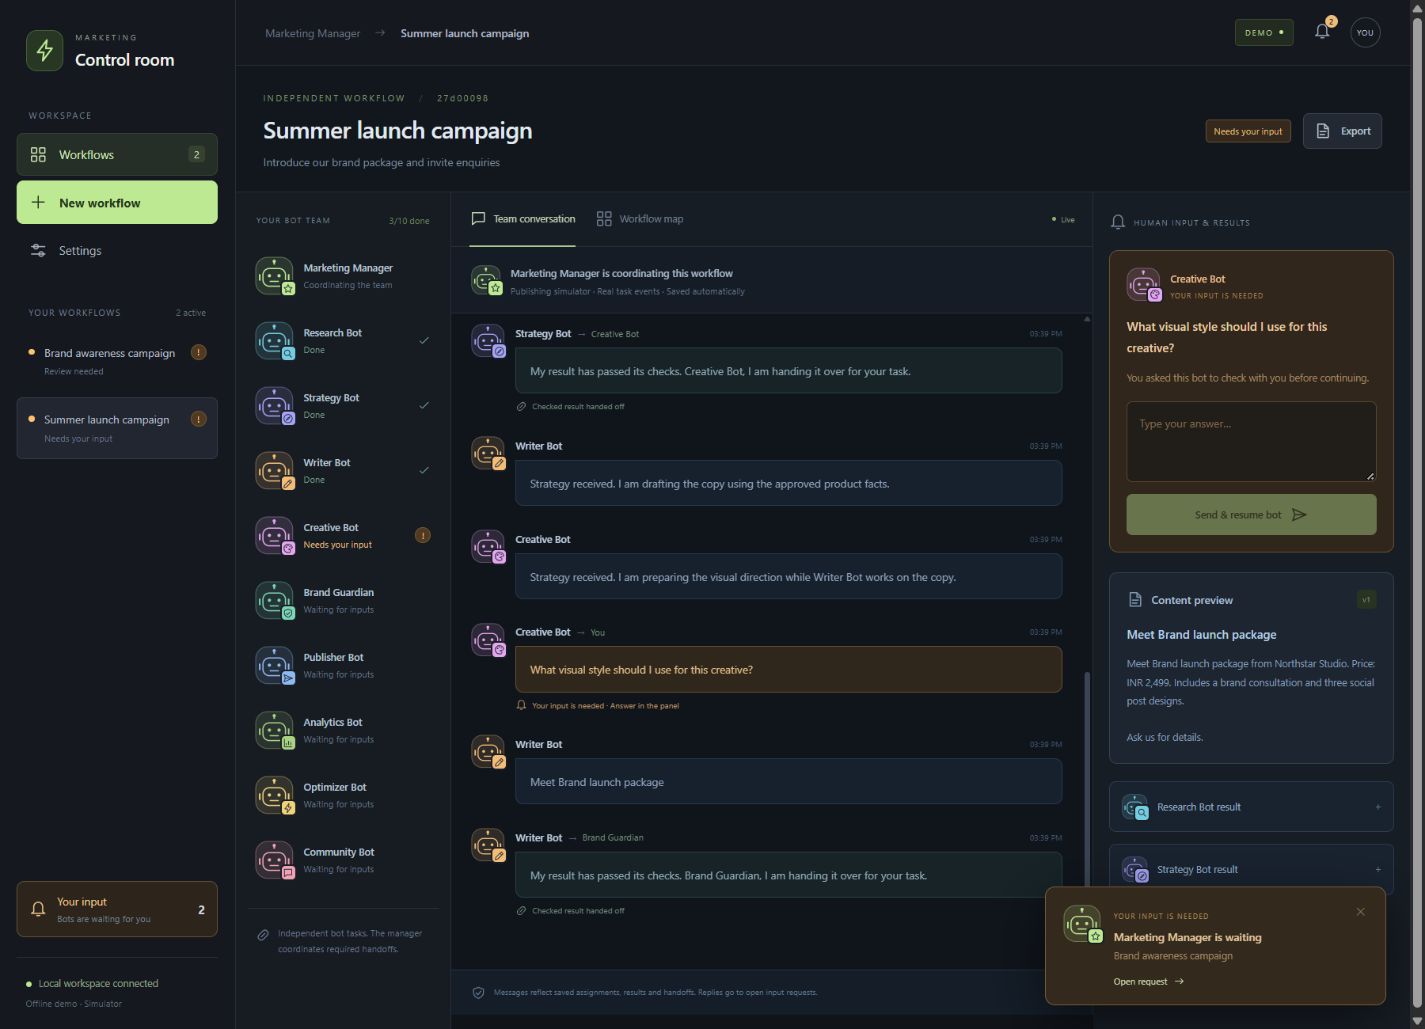 MARKETING
Control room
WORKSPACE
Workflows 2
New workflow
Settings
YOUR WORKFLOWS 2 active
Brand awareness campaign !
Review needed
Summer launch campaign !
Needs your input
Your input
Bots are waiting for you
2
Local workspace connected
Offline demo · Simulator
Marketing Manager → Summer launch campaign
DEMO
2
YOU
INDEPENDENT WORKFLOW / 27d00098
Summer launch campaign
Introduce our brand package and invite enquiries
Needs your input
Export
YOUR BOT TEAM 3/10 done
Marketing Manager
Coordinating the team
Research Bot
Done
Strategy Bot
Done
Writer Bot
Done
Creative Bot
Needs your input
!
Brand Guardian
Waiting for inputs
Publisher Bot
Waiting for inputs
Analytics Bot
Waiting for inputs
Optimizer Bot
Waiting for inputs
Community Bot
Waiting for inputs
Independent bot tasks. The manager
coordinates required handoffs.
Team conversation
Workflow map
Live
Marketing Manager is coordinating this workflow
Publishing simulator · Real task events · Saved automatically
Strategy Bot → Creative Bot 03:39 PM
My result has passed its checks. Creative Bot, I am handing it over for your task.
Checked result handed off
Writer Bot 03:39 PM
Strategy received. I am drafting the copy using the approved product facts.
Creative Bot 03:39 PM
Strategy received. I am preparing the visual direction while Writer Bot works on the copy.
Creative Bot → You 03:39 PM
What visual style should I use for this creative?
Your input is needed · Answer in the panel
Writer Bot 03:39 PM
Meet Brand launch package
Writer Bot → Brand Guardian 03:39 PM
My result has passed its checks. Brand Guardian, I am handing it over for your task.
Checked result handed off
Messages reflect saved assignments, results and handoffs. Replies go to open input requests.
HUMAN INPUT & RESULTS
Creative Bot
YOUR INPUT IS NEEDED
What visual style should I use for this
creative?
You asked this bot to check with you before continuing.
Type your answer...
Send & resume bot
Content preview v1
Meet Brand launch package
Meet Brand launch package from Northstar Studio. Price:
INR 2,499. Includes a brand consultation and three social
post designs.
Ask us for details.
Research Bot result +
Strategy Bot result +
YOUR INPUT IS NEEDED
Marketing Manager is waiting
Brand awareness campaign
Open request →